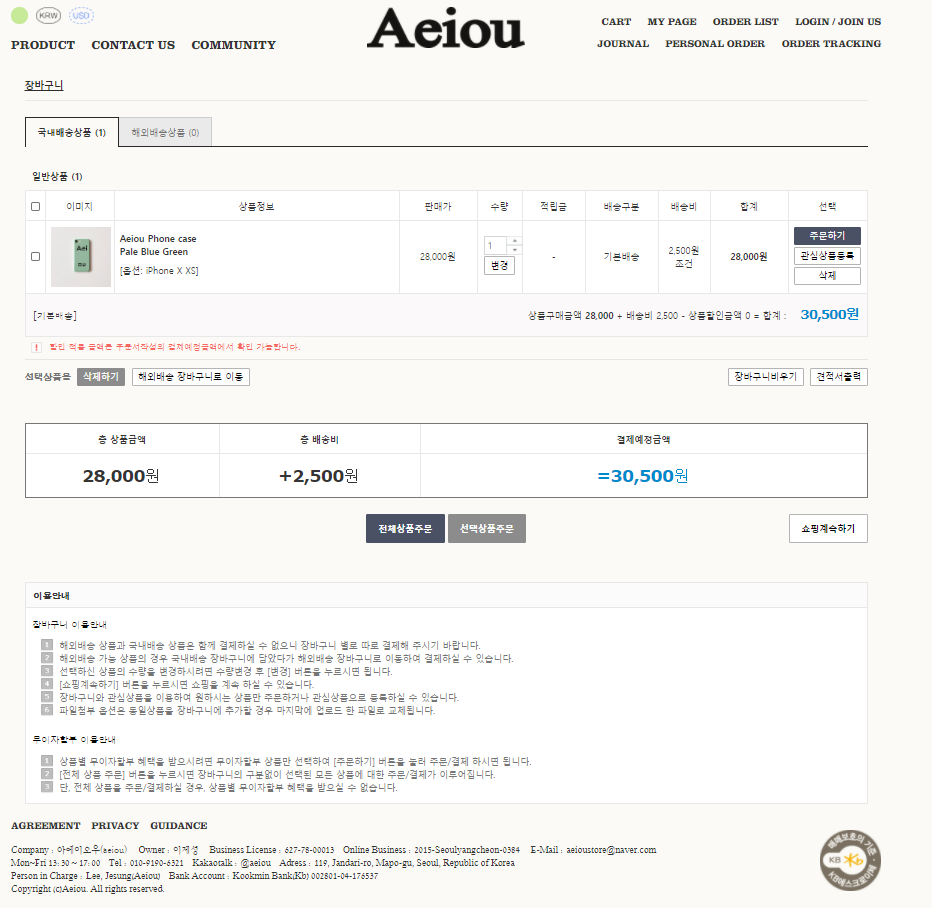 KRW USD
Aeiou
CART MY PAGE ORDER LIST LOGIN / JOIN US
PRODUCT CONTACT US COMMUNITY
JOURNAL PERSONAL ORDER ORDER TRACKING
장바구니
국내배송상품 (1) 해외배송상품 (0)
일반상품 (1)
이미지 상품정보 판매가 수량 적립금 배송구분 배송비 합계 선택
Aei
ou
Aeiou Phone case
Pale Blue Green
[옵션: iPhone X XS]
28,000원
1
변경
-
기본배송
2,500원
조건
28,000원
주문하기
관심상품등록
삭제
[기본배송] 상품구매금액 28,000 + 배송비 2,500 - 상품할인금액 0 = 합계 : 30,500원
할인 적용 금액은 주문서작성의 결제예정금액에서 확인 가능합니다.
선택상품을 삭제하기 해외배송 장바구니로 이동 장바구니비우기 견적서출력
총 상품금액 총 배송비 결제예정금액
28,000원 +2,500원 =30,500원
전체상품주문 선택상품주문 쇼핑계속하기
이용안내
장바구니 이용안내
1 해외배송 상품과 국내배송 상품은 함께 결제하실 수 없으니 장바구니 별로 따로 결제해 주시기 바랍니다.
2 해외배송 가능 상품의 경우 국내배송 장바구니에 담았다가 해외배송 장바구니로 이동하여 결제하실 수 있습니다.
3 선택하신 상품의 수량을 변경하시려면 수량변경 후 [변경] 버튼을 누르시면 됩니다.
4 [쇼핑계속하기] 버튼을 누르시면 쇼핑을 계속 하실 수 있습니다.
5 장바구니와 관심상품을 이용하여 원하시는 상품만 주문하거나 관심상품으로 등록하실 수 있습니다.
6 파일첨부 옵션은 동일상품을 장바구니에 추가할 경우 마지막에 업로드 한 파일로 교체됩니다.
무이자할부 이용안내
1 상품별 무이자할부 혜택을 받으시려면 무이자할부 상품만 선택하여 [주문하기] 버튼을 눌러 주문/결제 하시면 됩니다.
2 [전체 상품 주문] 버튼을 누르시면 장바구니의 구분없이 선택된 모든 상품에 대한 주문/결제가 이루어집니다.
3 단, 전체 상품을 주문/결제하실 경우, 상품별 무이자할부 혜택을 받으실 수 없습니다.
AGREEMENT PRIVACY GUIDANCE
Company : 아에이오우(aeiou) Owner : 이제성 Business License : 627-78-00013 Online Business : 2015-Seoulyangcheon-0384 E-Mail : aeioustore@naver.com
Mon~Fri 13: 30 ~ 17: 00 Tel : 010-9190-6321 Kakaotalk : @aeiou Adress : 119, Jandari-ro, Mapo-gu, Seoul, Republic of Korea
Person in Charge : Lee, Jesung(Aeiou) Bank Account : Kookmin Bank(Kb) 002801-04-176537
Copyright (c)Aeiou. All rights reserved.
매매보호의 기준
KB
KB에스크로이체